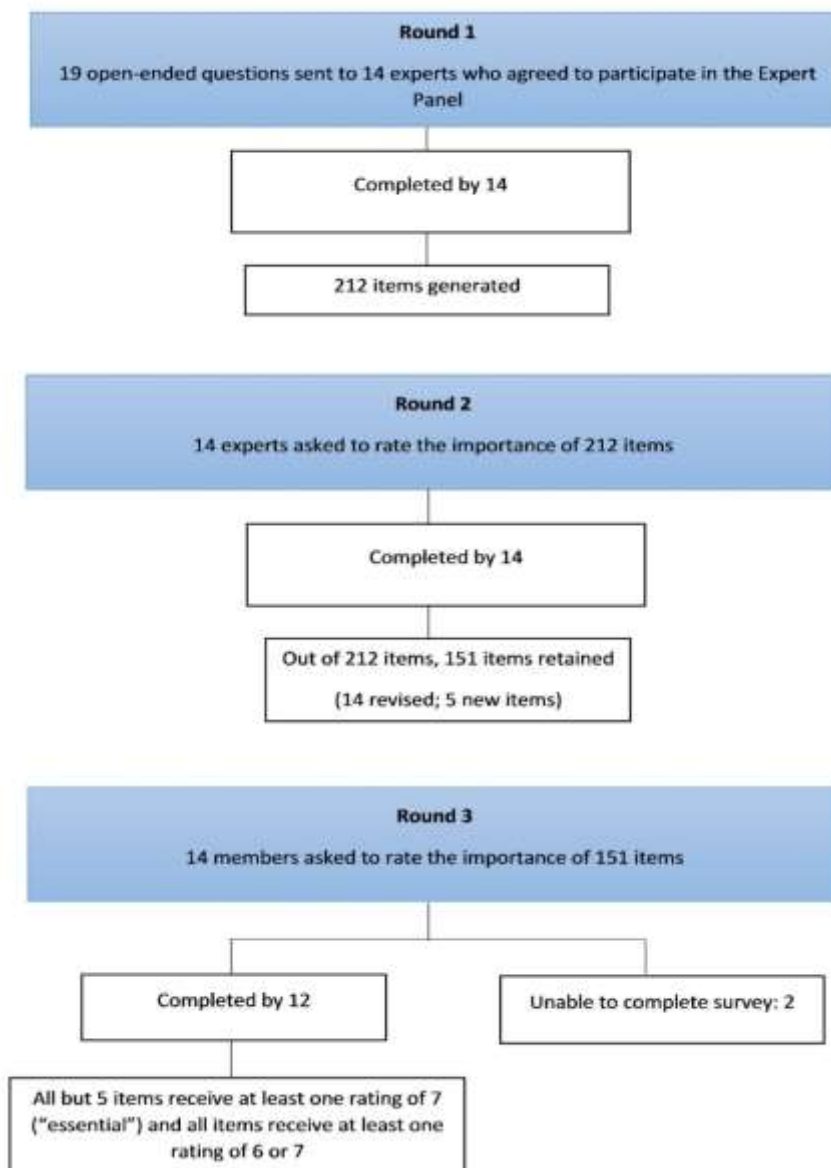 Round 1
19 open-ended questions sent to 14 experts who agreed to participate in the Expert
Panel
Completed by 14
212 items generated
Round 2
14 experts asked to rate the importance of 212 items
Completed by 14
Out of 212 items, 151 items retained
(14 revised; 5 new items)
Round 3
14 members asked to rate the importance of 151 items
Completed by 12
Unable to complete survey: 2
All but 5 items receive at least one rating of 7
(“essential”) and all items receive at least one
rating of 6 or 7